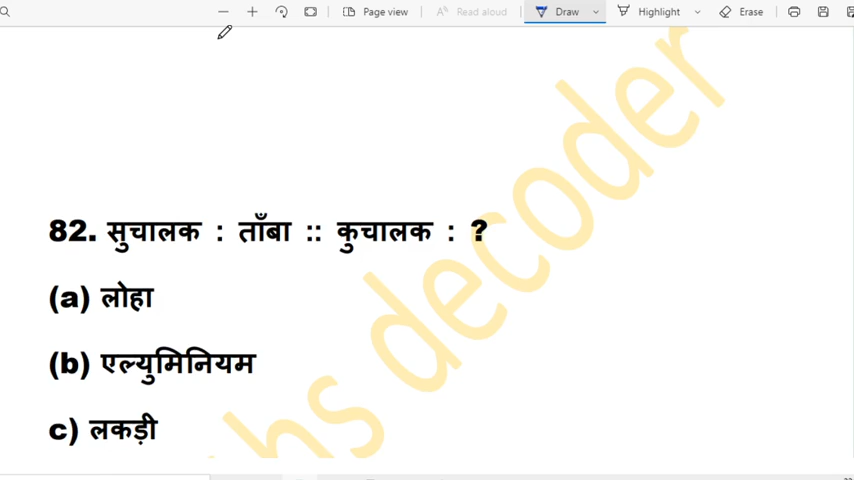 Page view
Read aloud
Draw
Highlight
Erase
82. सुचालक : ताँबा :: कुचालक : ?
(a) लोहा
(b) एल्युमिनियम
c) लकड़ी
hs decoder